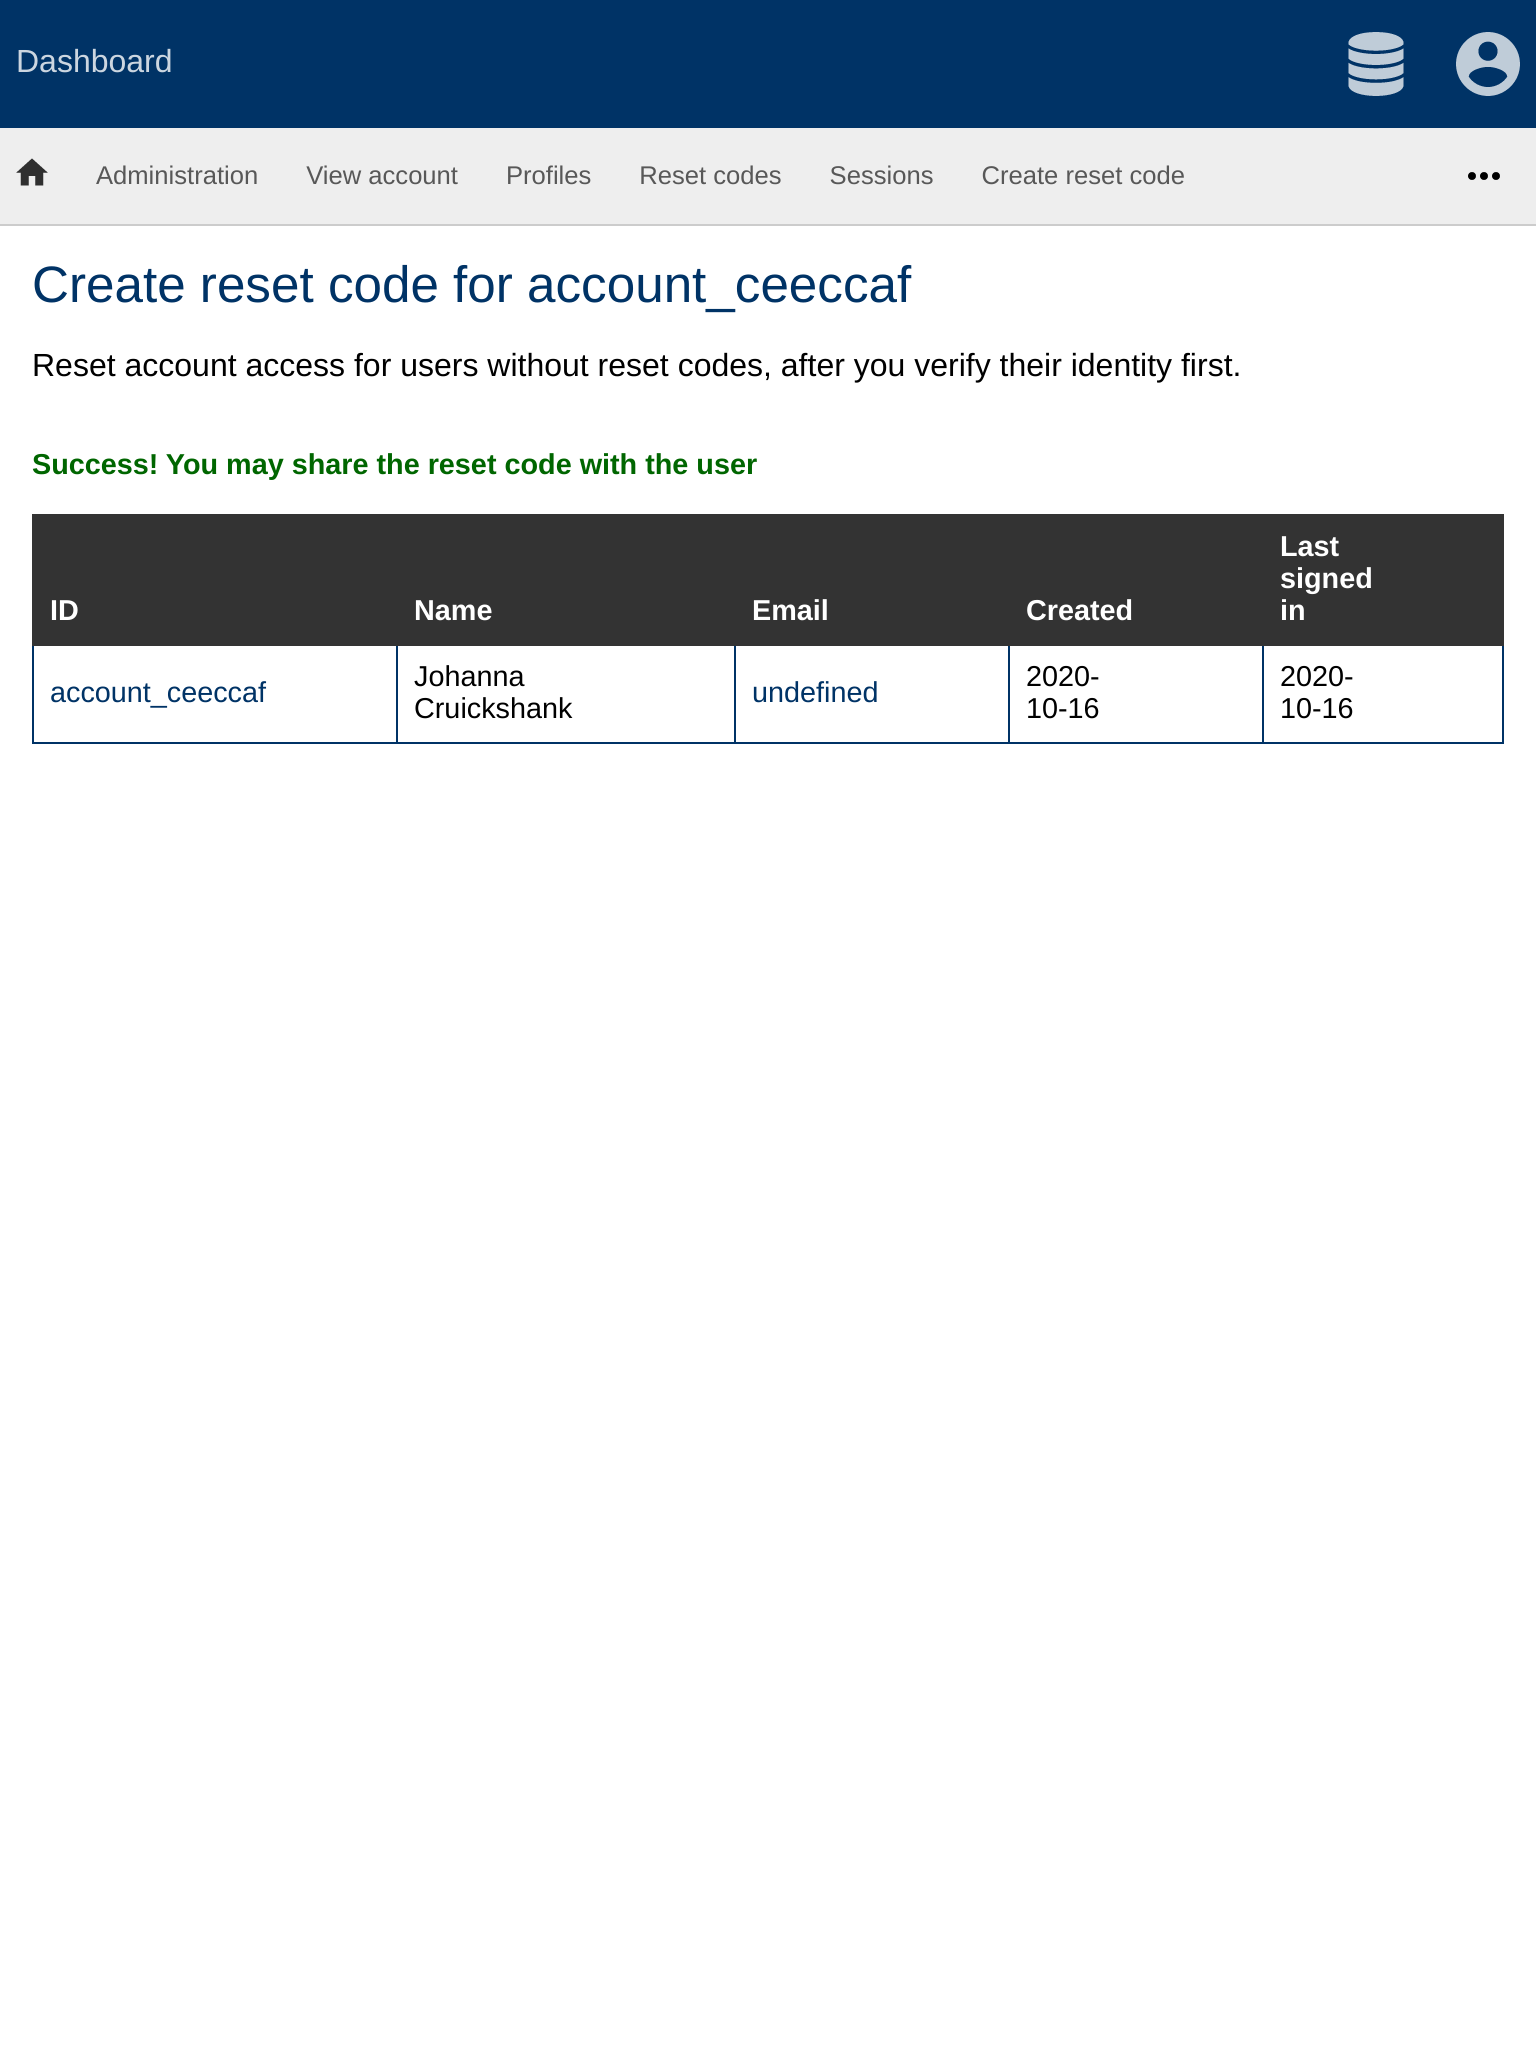 Dashboard
Administration View account Profiles Reset codes Sessions Create reset code
Create reset code for account_ceeccaf
Reset account access for users without reset codes, after you verify their identity first.
Success! You may share the reset code with the user
ID Name Email Created Last signed in
account_ceeccaf Johanna Cruickshank undefined 2020-10-16 2020-10-16